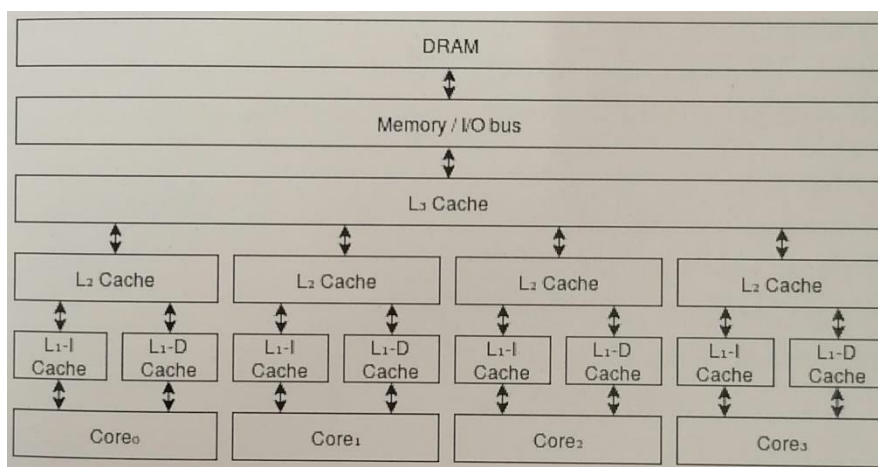 DRAM
Memory / I/O bus
L₃ Cache
L₂ Cache
L₂ Cache
L₂ Cache
L₂ Cache
L₁-I
Cache
L₁-D
Cache
L₁-I
Cache
L₁-D
Cache
L₁-I
Cache
L₁-D
Cache
L₁-I
Cache
L₁-D
Cache
Core₀
Core₁
Core₂
Core₃